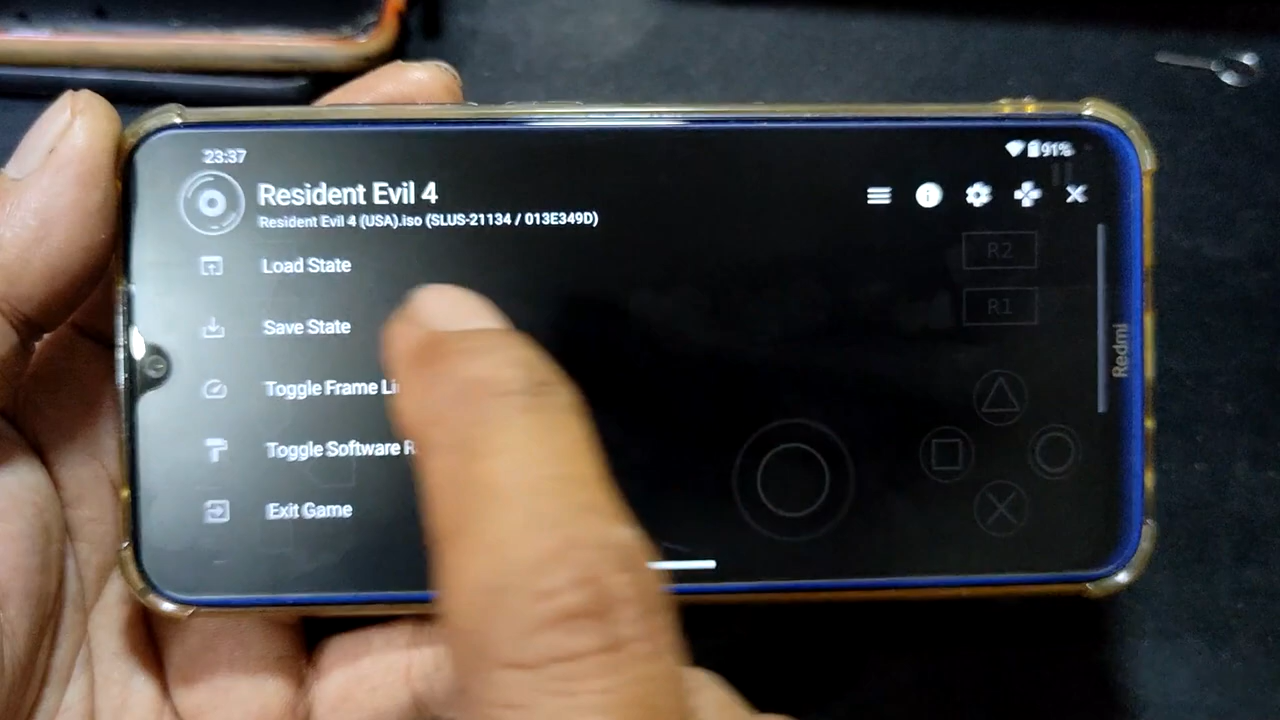 23:37
91%
Resident Evil 4
Resident Evil 4 (USA).iso (SLUS-21134 / 013E349D)
Load State
Save State
Toggle Frame
Toggle Software
Exit Game
R2
R1
Redmi